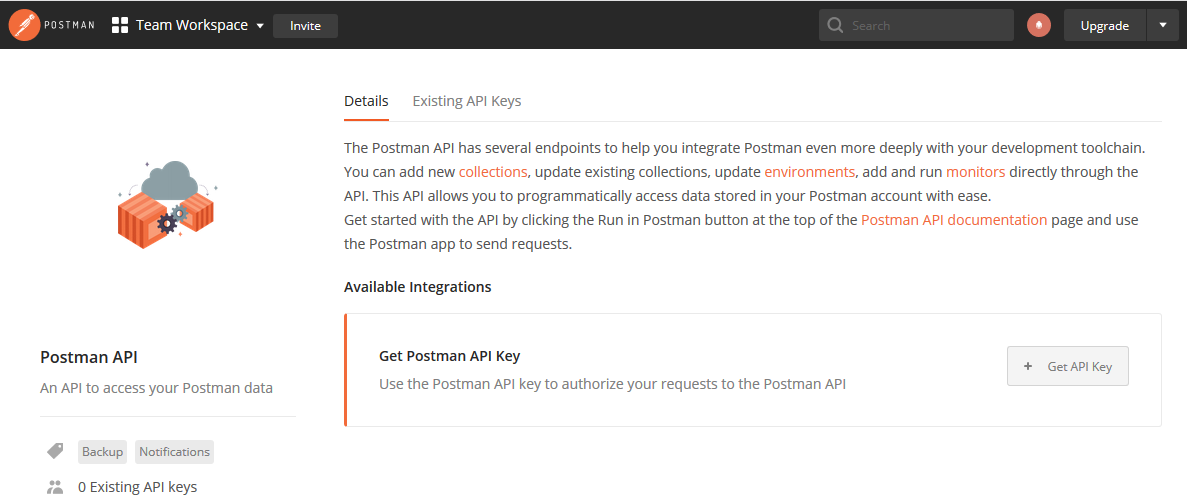 POSTMAN Team Workspace Invite Search Upgrade
Details Existing API Keys
The Postman API has several endpoints to help you integrate Postman even more deeply with your development toolchain.
You can add new collections, update existing collections, update environments, add and run monitors directly through the
API. This API allows you to programmatically access data stored in your Postman account with ease.
Get started with the API by clicking the Run in Postman button at the top of the Postman API documentation page and use
the Postman app to send requests.
Available Integrations
Get Postman API Key
Use the Postman API key to authorize your requests to the Postman API
+ Get API Key
Postman API
An API to access your Postman data
Backup Notifications
0 Existing API keys